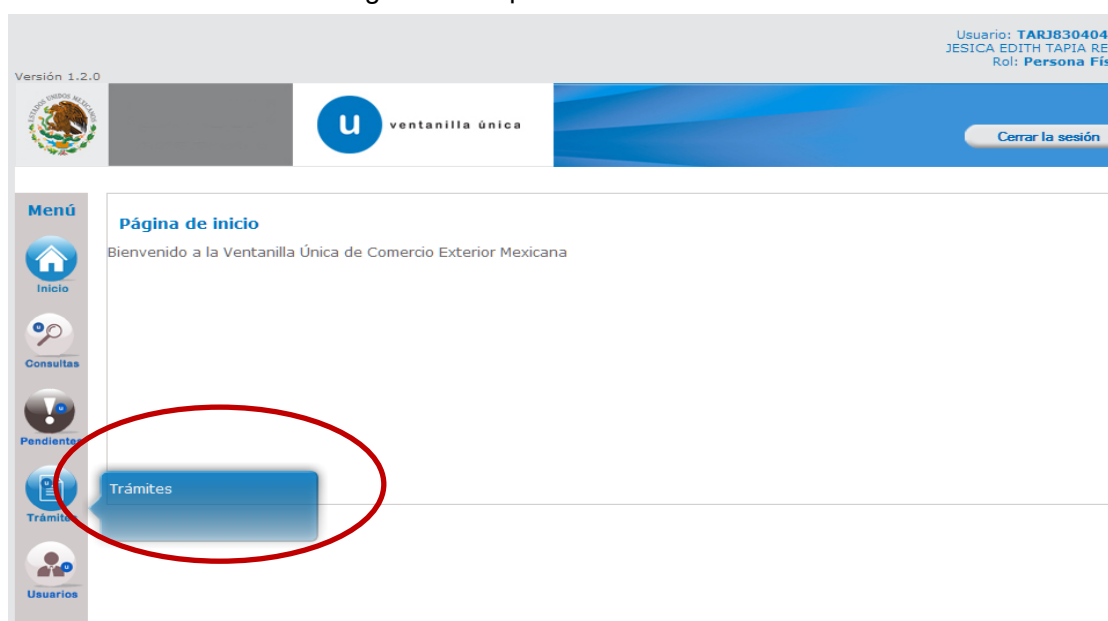 Usuario: TARJ830404
JESICA EDITH TAPIA RE
Rol: Persona Fís
Versión 1.2.0
ventanilla única
Cerrar la sesión
Menú
Página de inicio
Bienvenido a la Ventanilla Única de Comercio Exterior Mexicana
Inicio
Consultas
Pendientes
Trámites
Trámites
Usuarios